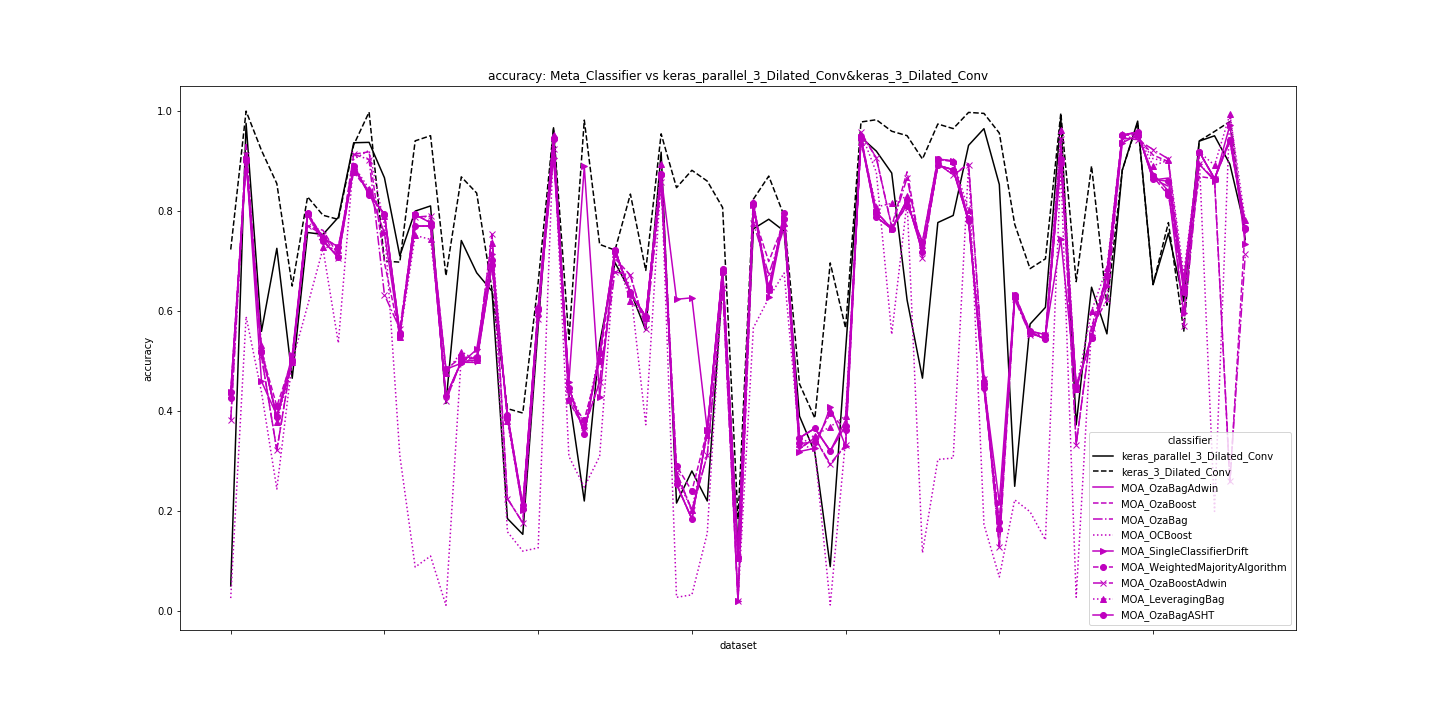 accuracy: Meta_Classifier vs keras_parallel_3_Dilated_Conv&keras_3_Dilated_Conv
1.0
0.8
0.6
0.4
0.2
0.0
accuracy
dataset
classifier
keras_parallel_3_Dilated_Conv
keras_3_Dilated_Conv
MOA_OzaBagAdwin
MOA_OzaBoost
MOA_OzaBag
MOA_OCBoost
MOA_SingleClassifierDrift
MOA_WeightedMajorityAlgorithm
MOA_OzaBoostAdwin
MOA_LeveragingBag
MOA_OzaBagASHT